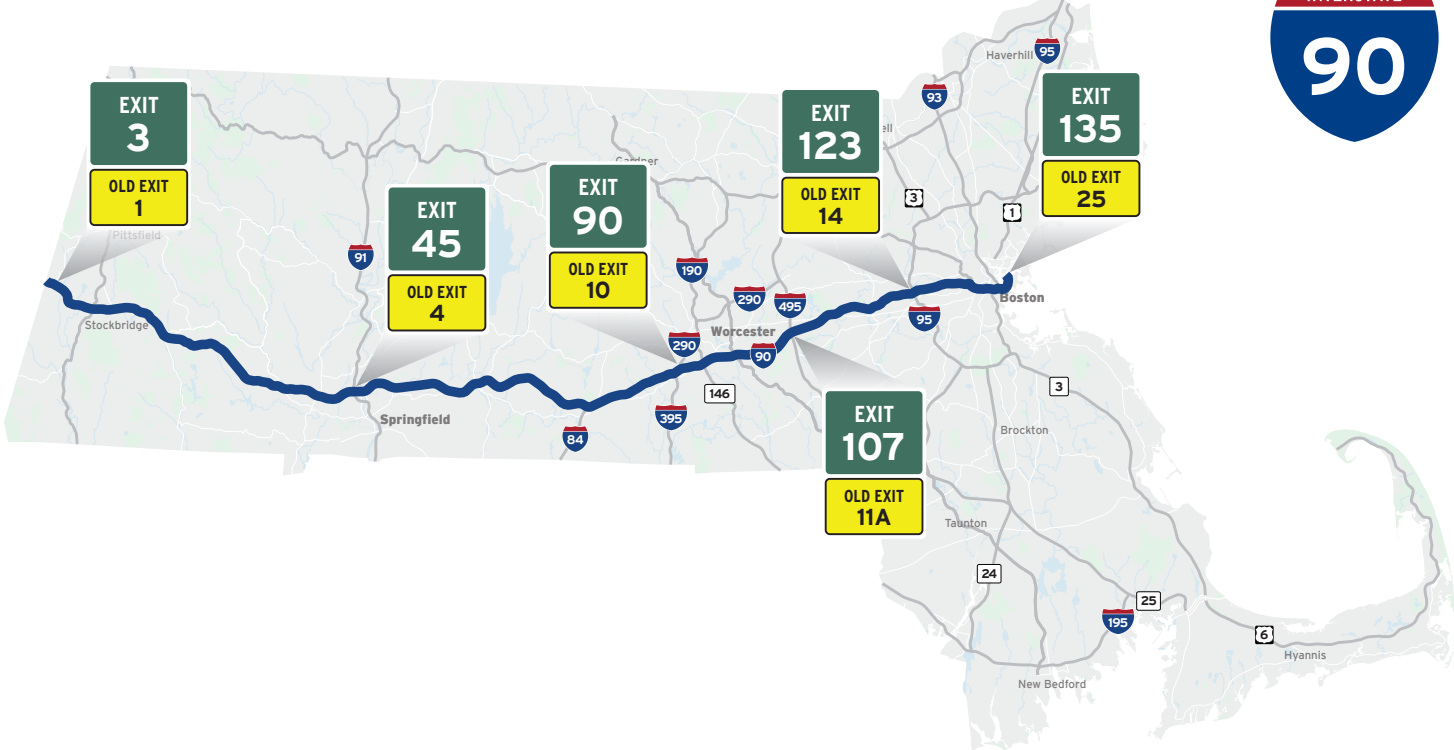 90
Haverhill
95
93
EXIT
3
OLD EXIT
1
EXIT
123
OLD EXIT
14
EXIT
135
OLD EXIT
25
ell
Gardner
EXIT
90
OLD EXIT
10
EXIT
45
OLD EXIT
4
3
1
Pittsfield
91
190
290
495
Boston
95
Stockbridge
Worcester
290
90
146
3
Springfield
395
84
EXIT
107
OLD EXIT
11A
Brockton
Taunton
24
25
195
6
Hyannis
New Bedford